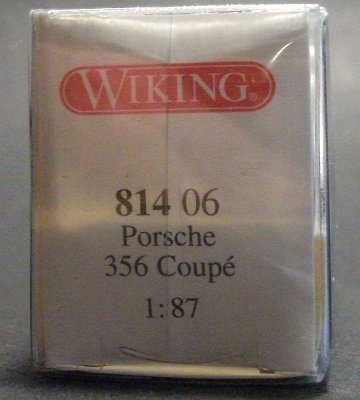 WIKING®
814 06
Porsche
356 Coupé
1:87